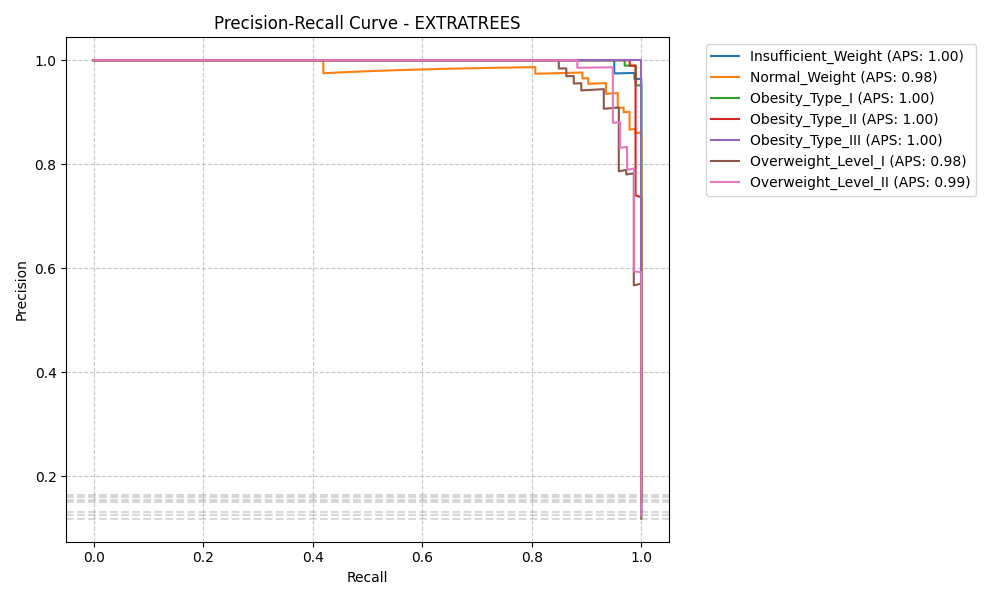 Precision-Recall Curve - EXTRATREES
Insufficient_Weight (APS: 1.00)
Normal_Weight (APS: 0.98)
Obesity_Type_I (APS: 1.00)
Obesity_Type_II (APS: 1.00)
Obesity_Type_III (APS: 1.00)
Overweight_Level_I (APS: 0.98)
Overweight_Level_II (APS: 0.99)
Precision
1.0
0.8
0.6
0.4
0.2
0.0 0.2 0.4 0.6 0.8 1.0
Recall